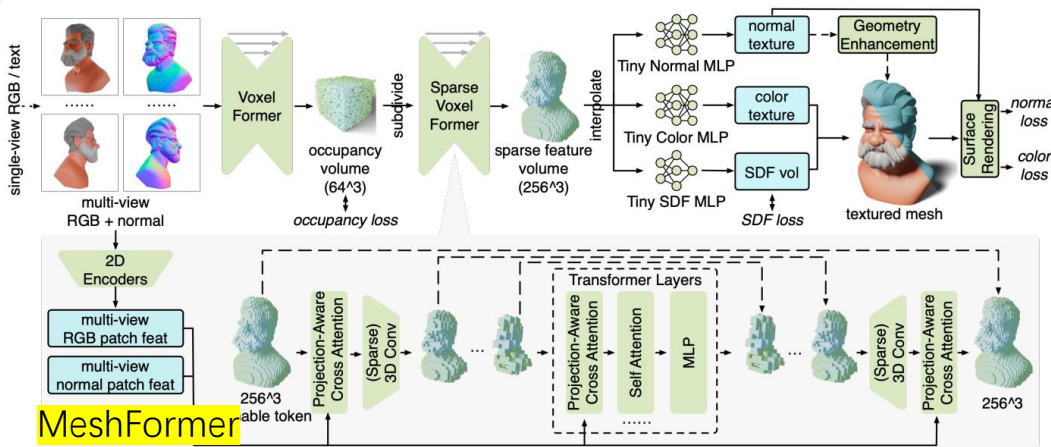 single-view RGB / text
......
......
multi-view
RGB + normal
Voxel
Former
occupancy
volume
(64^3)
occupancy loss
subdivide
Sparse
Voxel
Former
sparse feature
volume
(256^3)
interpolate
Tiny Normal MLP
Tiny Color MLP
Tiny SDF MLP
normal
texture
color
texture
SDF vol
SDF loss
Geometry
Enhancement
textured mesh
Surface
Rendering
normal
loss
color
loss
2D
Encoders
multi-view
RGB patch feat
multi-view
normal patch feat
256^3
able token
Projection-Aware
Cross Attention
(Sparse)
3D Conv
...
Transformer Layers
Projection-Aware
Cross Attention
Self Attention
MLP
......
...
(Sparse)
3D Conv
Projection-Aware
Cross Attention
256^3
MeshFormer